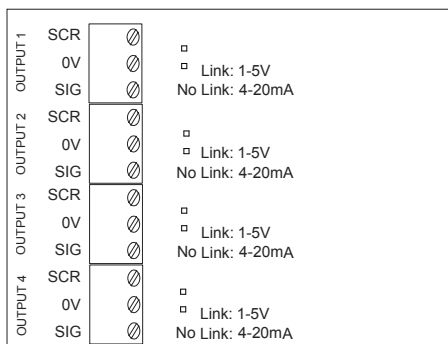 OUTPUT 1
SCR
0V
SIG
Link: 1-5V
No Link: 4-20mA
OUTPUT 2
SCR
0V
SIG
Link: 1-5V
No Link: 4-20mA
OUTPUT 3
SCR
0V
SIG
Link: 1-5V
No Link: 4-20mA
OUTPUT 4
SCR
0V
SIG
Link: 1-5V
No Link: 4-20mA